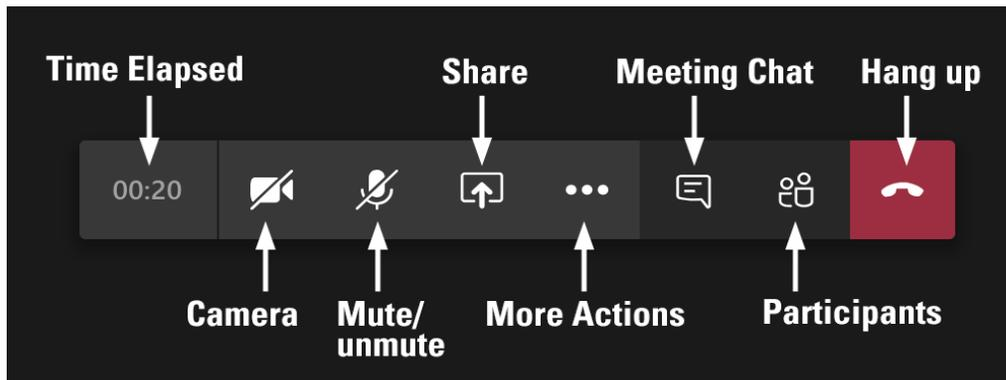 Time Elapsed
Share
Meeting Chat
Hang up
00:20
Camera
Mute/
unmute
More Actions
Participants